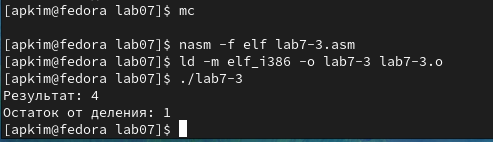 [apkim@fedora lab07]$ mc
[apkim@fedora lab07]$ nasm -f elf lab7-3.asm
[apkim@fedora lab07]$ ld -m elf_i386 -o lab7-3 lab7-3.o
[apkim@fedora lab07]$ ./lab7-3
Результат: 4
Остаток от деления: 1
[apkim@fedora lab07]$